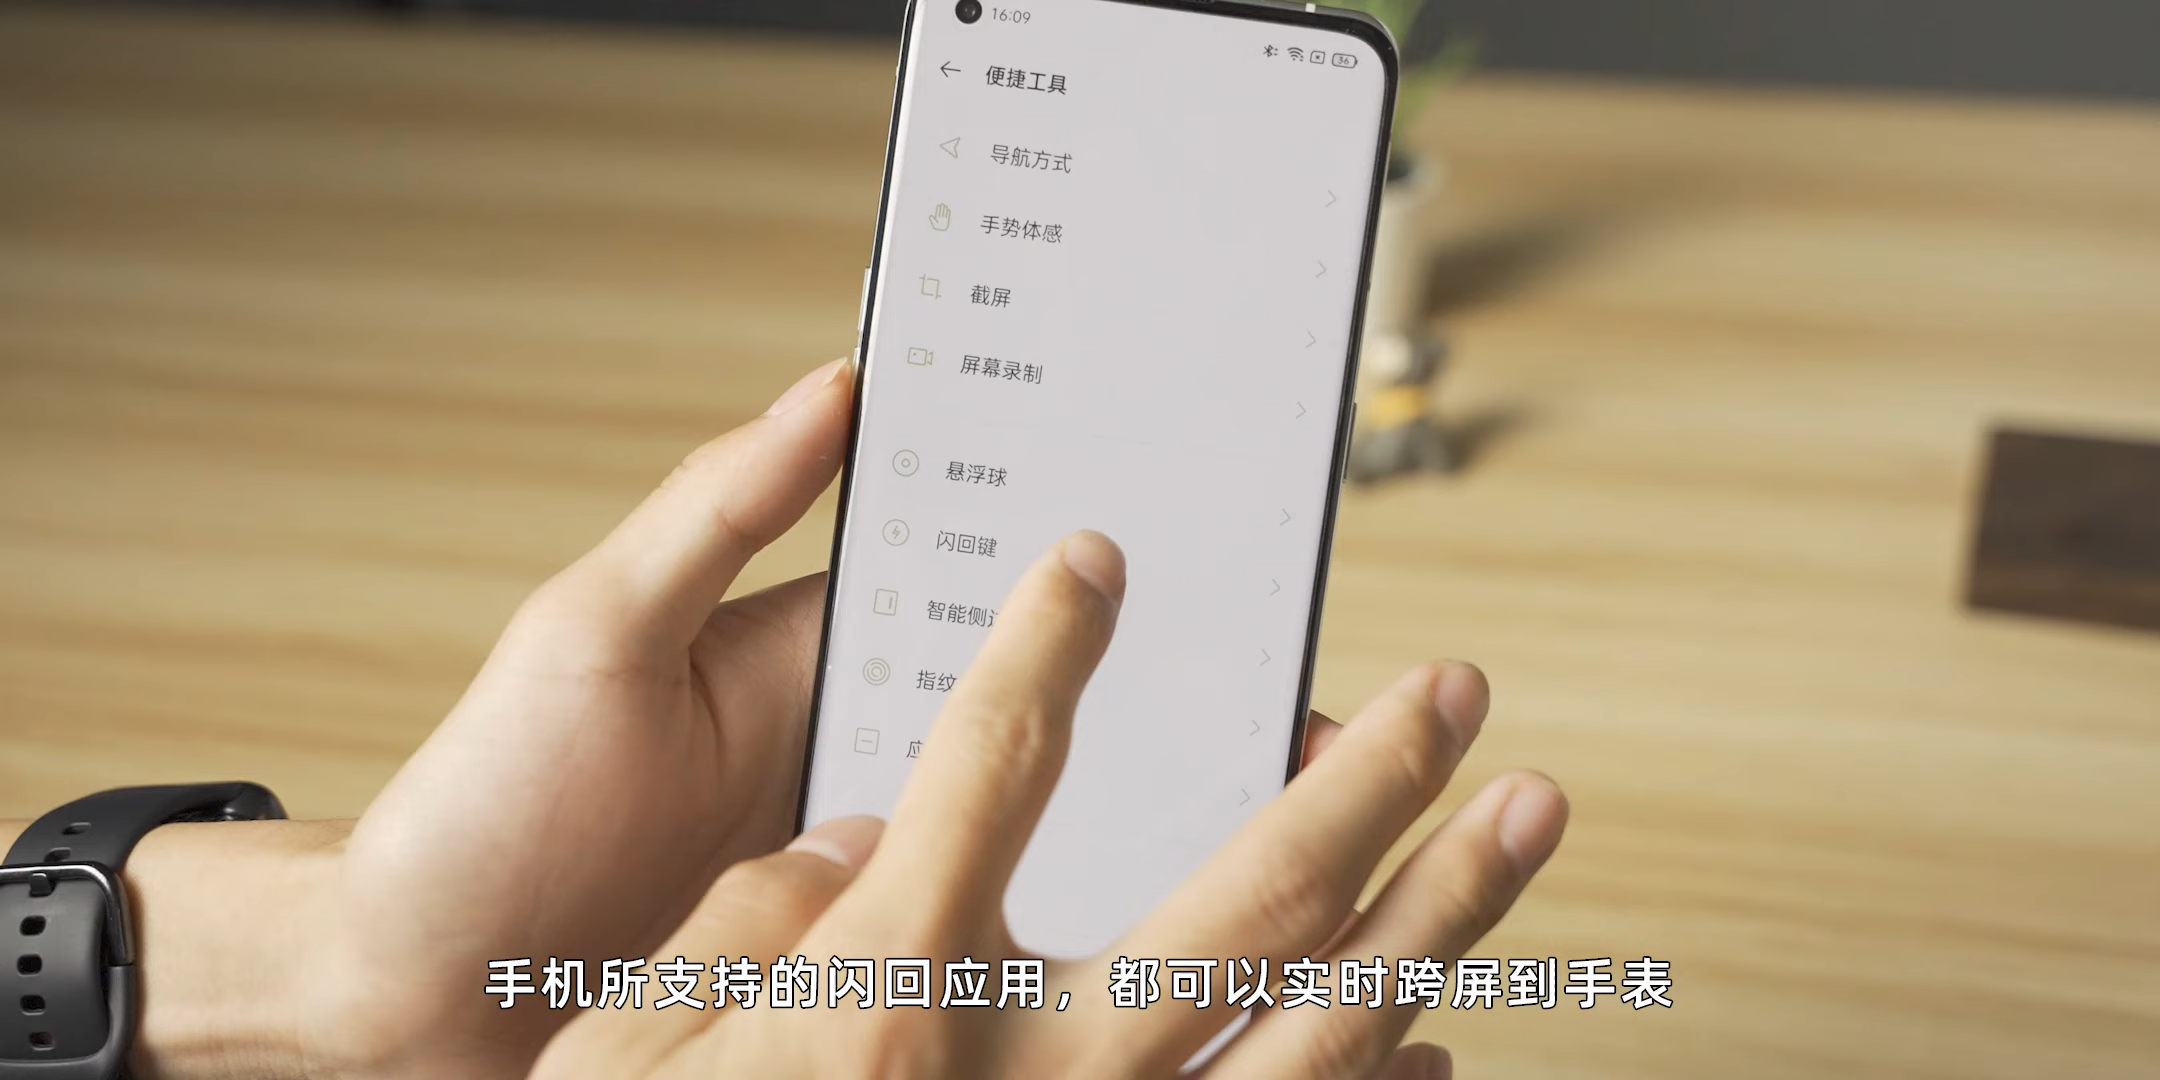 16:09
36
便捷工具
导航方式
手势体感
截屏
屏幕录制
悬浮球
闪回键
智能侧
指纹
应
手机所支持的闪回应用，都可以实时跨屏到手表